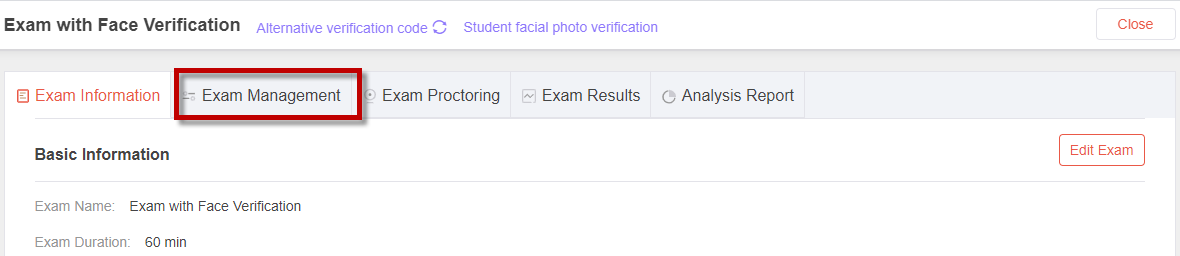 Exam with Face Verification Alternative verification code Student facial photo verification Close
Exam Information Exam Management Exam Proctoring Exam Results Analysis Report
Basic Information Edit Exam
Exam Name: Exam with Face Verification
Exam Duration: 60 min